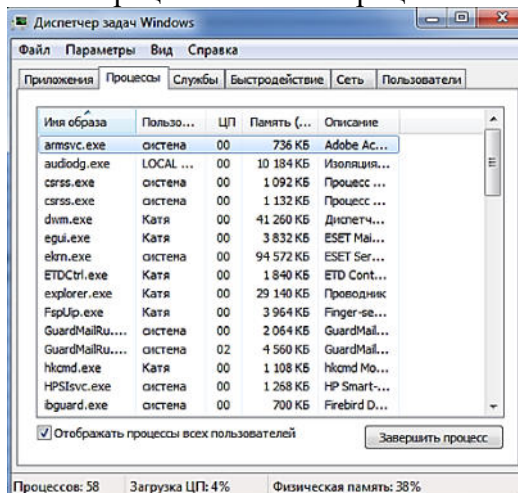 Диспетчер задач Windows
Файл Параметры Вид Справка
Приложения Процессы Службы Быстродействие Сеть Пользователи
Имя образа Пользо... ЦП Память (... Описание
armsvc.exe система 00 736 КБ Adobe Ac...
audiodg.exe LOCAL ... 00 10 184 КБ Изоляция...
csrss.exe система 00 1 092 КБ Процесс ...
csrss.exe система 00 1 132 КБ Процесс ...
dwm.exe Катя 00 41 260 КБ Диспетч...
egui.exe Катя 00 3 832 КБ ESET Mai...
ekrn.exe система 00 94 572 КБ ESET Ser...
ETDCtrl.exe Катя 00 1 840 КБ ETD Cont...
explorer.exe Катя 00 29 140 КБ Проводник
FspUip.exe Катя 00 3 964 КБ Finger-se...
GuardMailRu.... система 00 2 064 КБ GuardMail...
GuardMailRu.... система 02 4 560 КБ GuardMail...
hkcmd.exe Катя 00 1 108 КБ hkcmd Mo...
HPSIsvc.exe система 00 1 268 КБ HP Smart-...
ibguard.exe система 00 700 КБ Firebird D...
Отображать процессы всех пользователей
Завершить процесс
Процессов: 58 Загрузка ЦП: 4% Физическая память: 38%